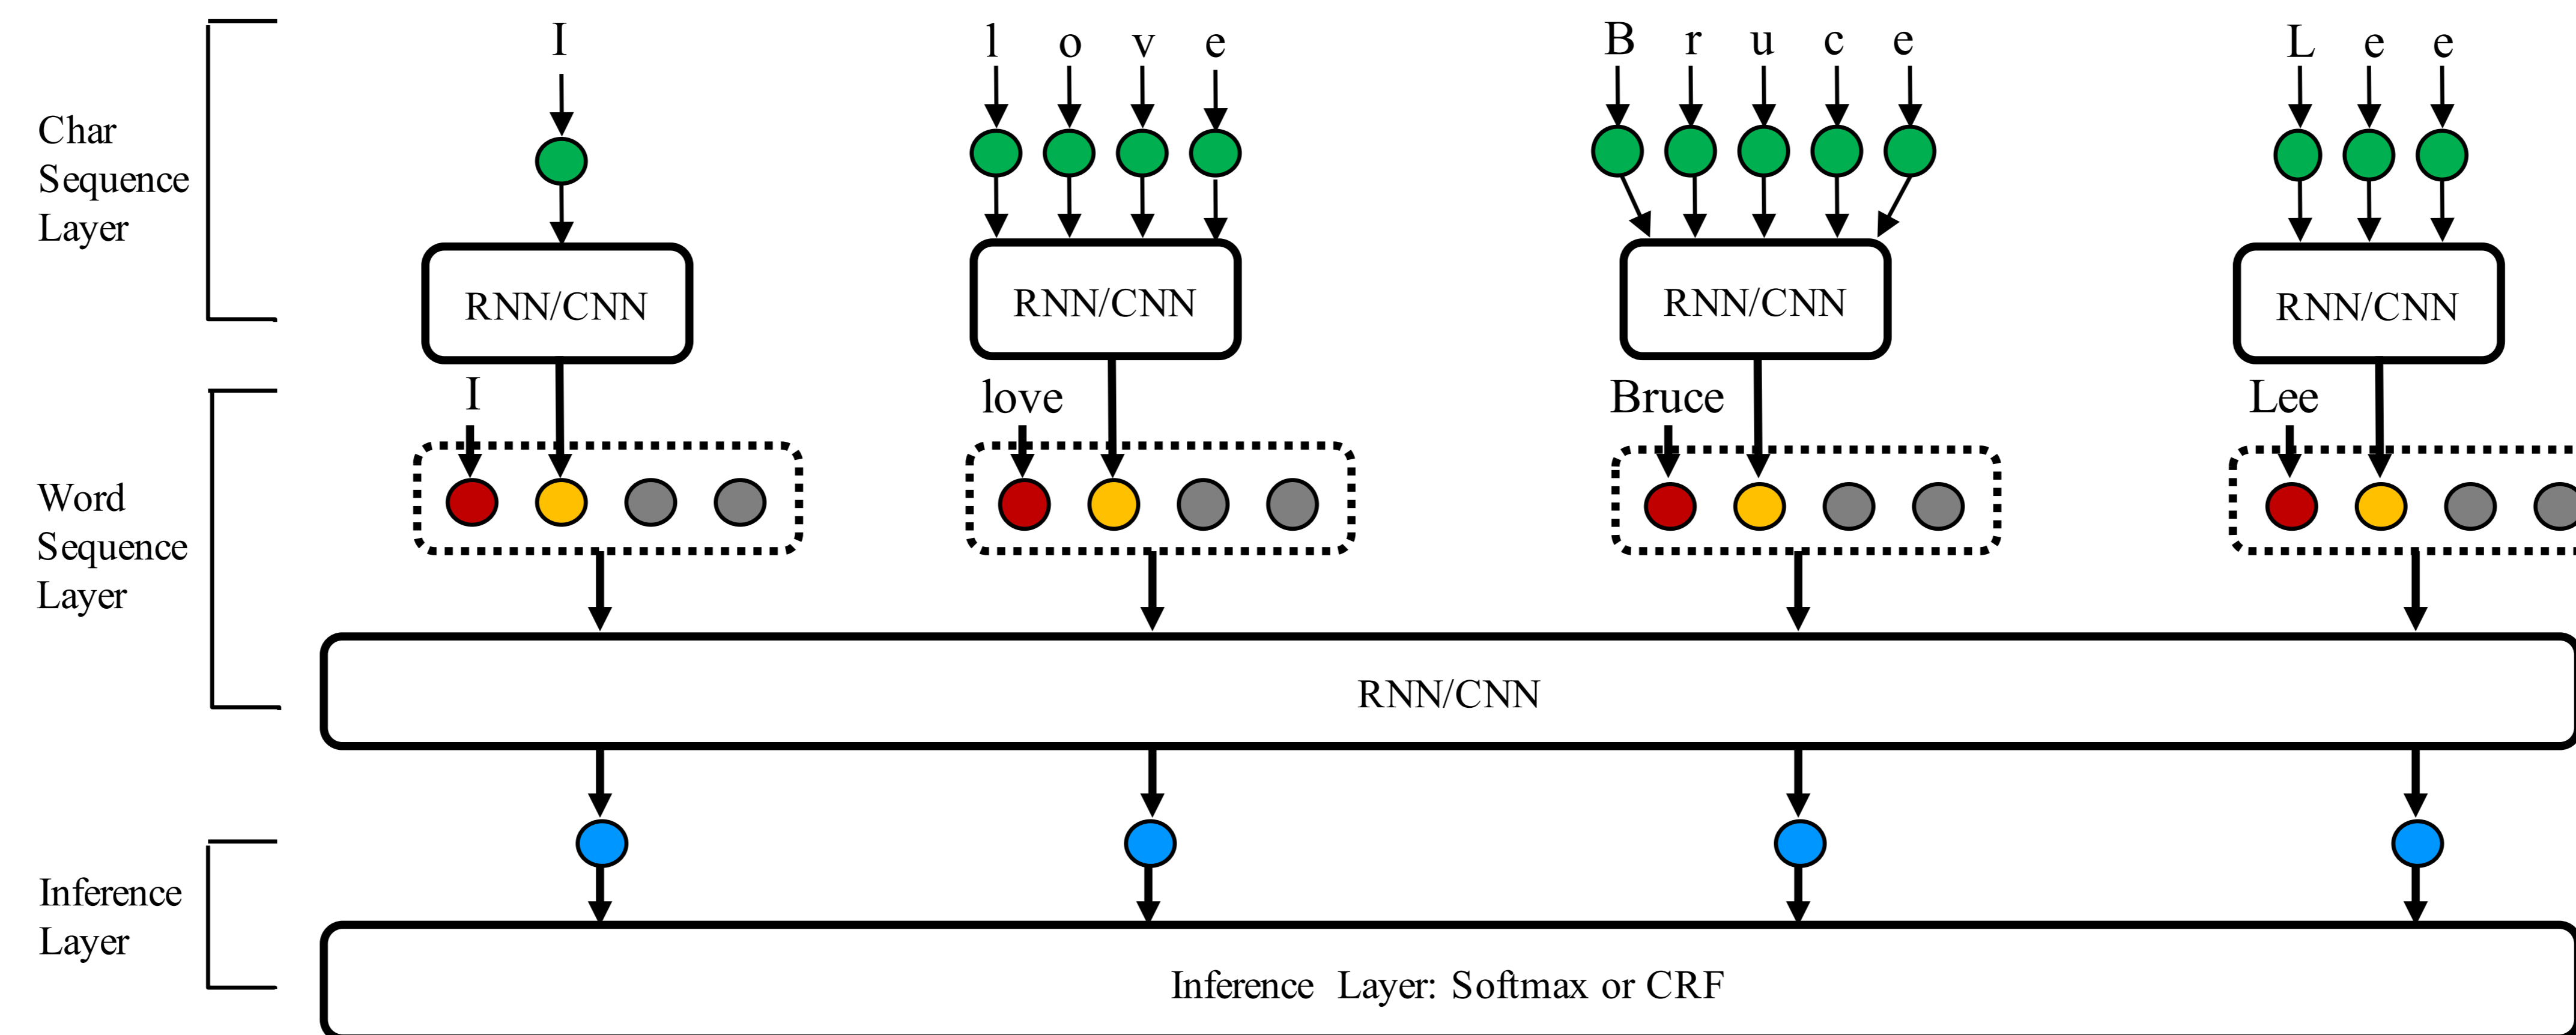 I l o v e B r u c e L e e
Char
Sequence
Layer
RNN/CNN RNN/CNN RNN/CNN RNN/CNN
I love Bruce Lee
Word
Sequence
Layer
RNN/CNN
Inference
Layer
Inference Layer: Softmax or CRF